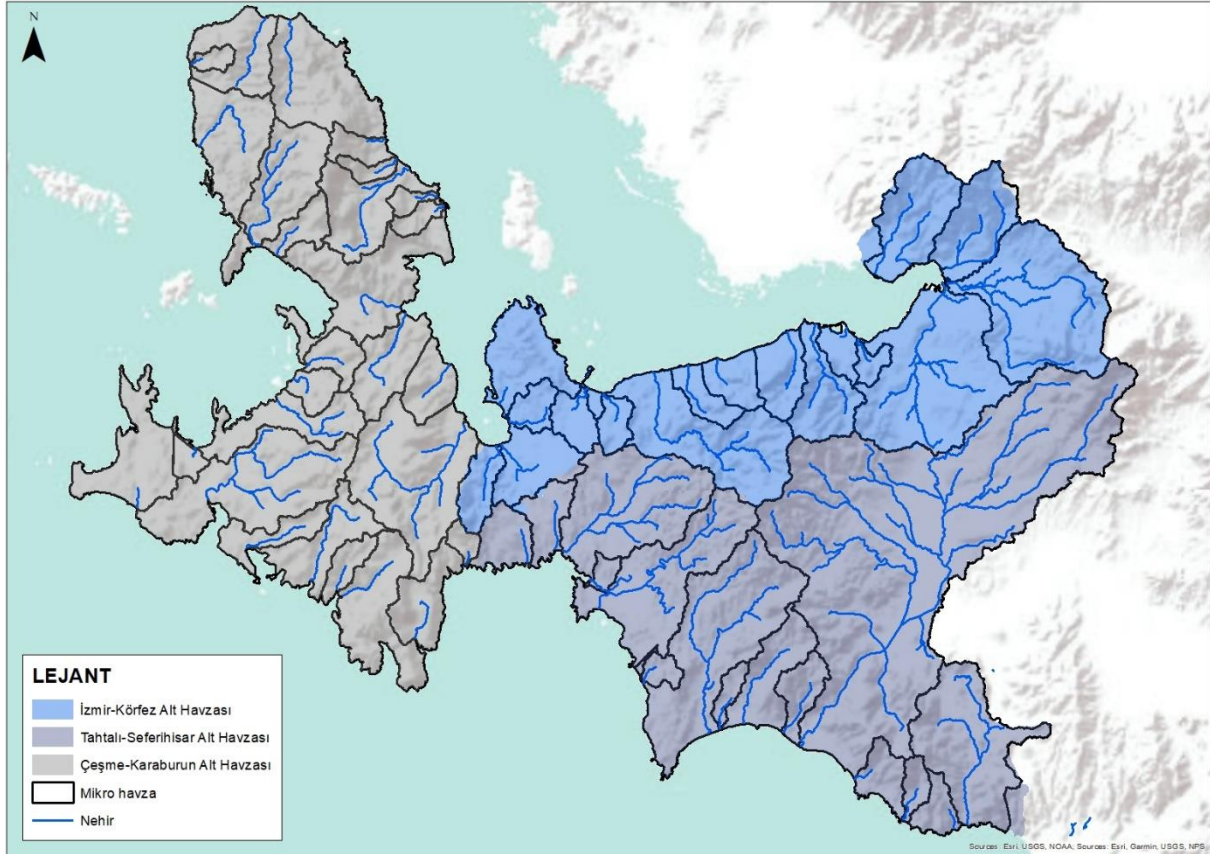 N
LEJANT
İzmir-Körfez Alt Havzası
Tahtalı-Seferihisar Alt Havzası
Çeşme-Karaburun Alt Havzası
Mikro havza
Nehir
Sources: Esri, USGS, NOAA; Sources: Esri, Garmin, USGS, NPS